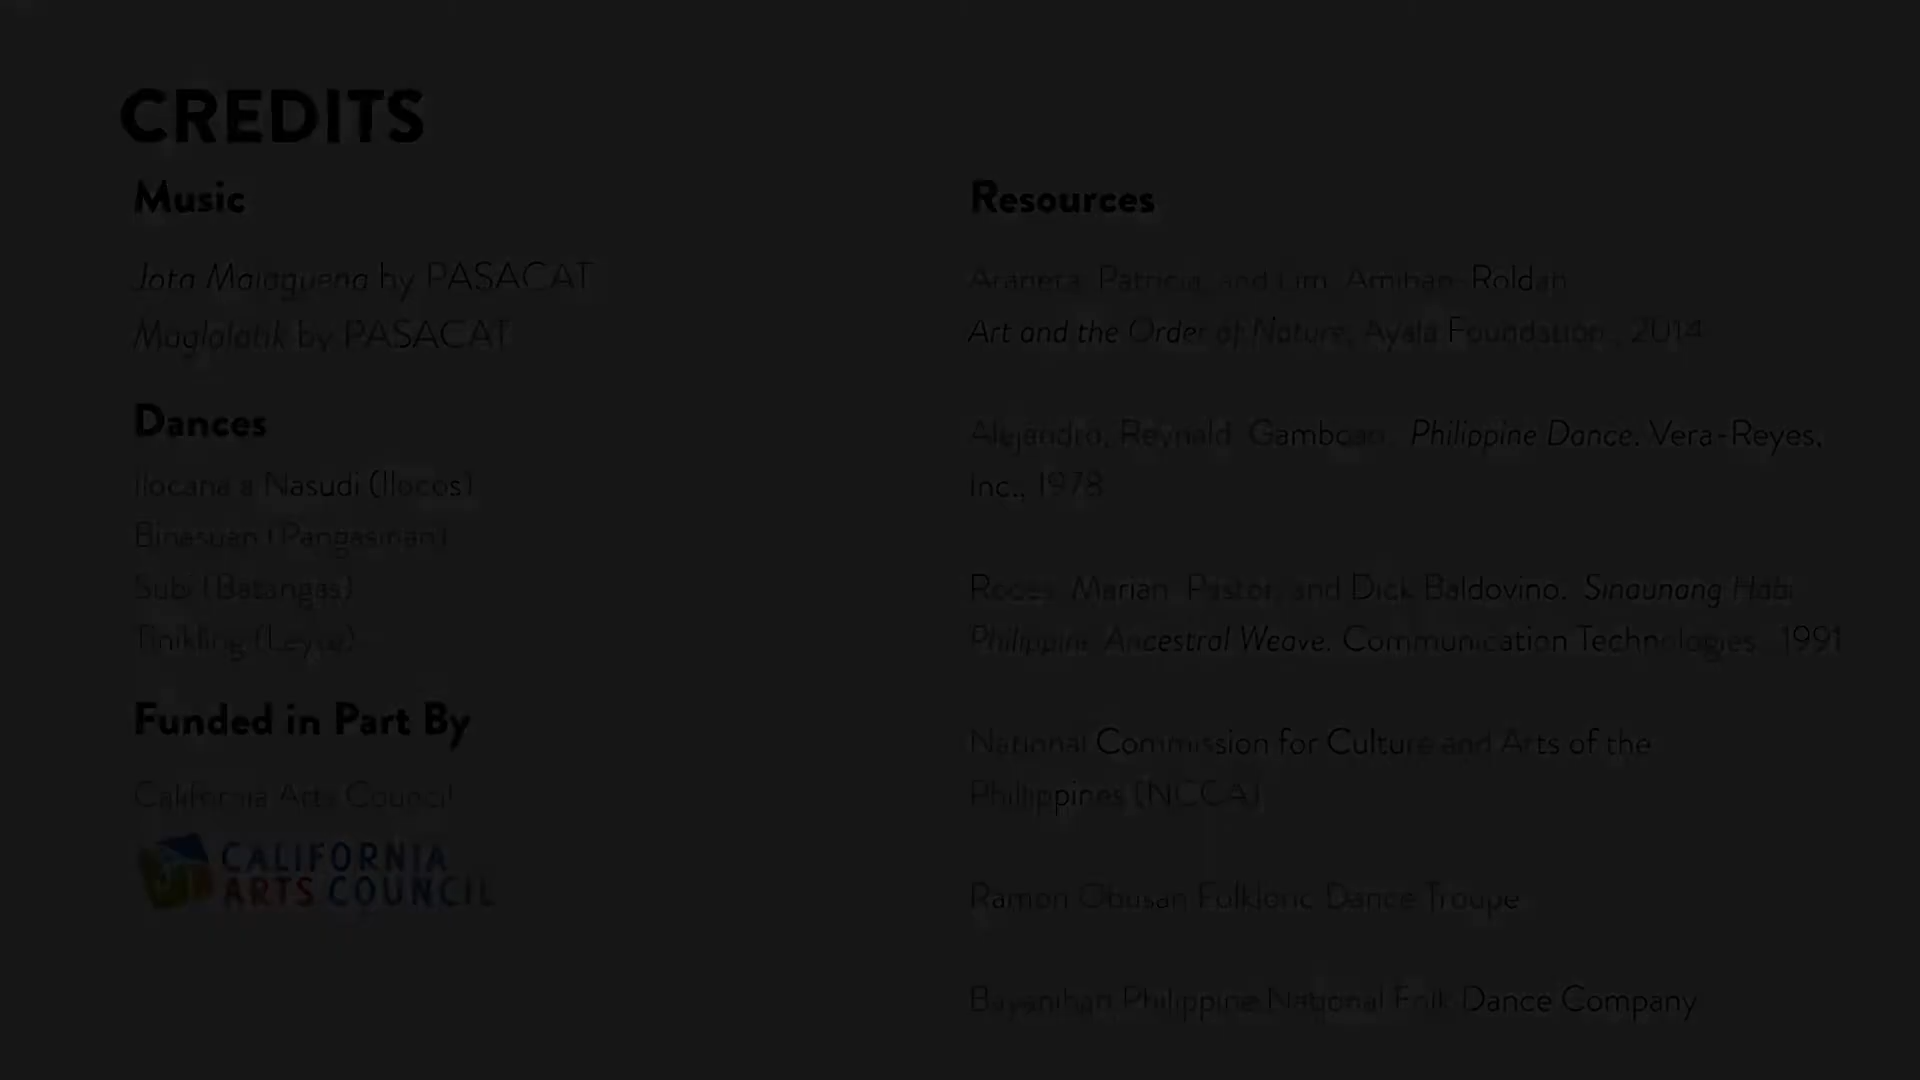 CREDITS
Music
Jota Malaguena by PASACAT
Maglalatik by PASACAT
Dances
Ilocana a Nasudi (Ilocos)
Binasuan (Pangasinan)
Subli (Batangas)
Tinikling (Leyte)
Funded in Part By
California Arts Council
CALIFORNIA
ARTS COUNCIL
Resources
Araneta, Patricia, and Lim, Amihan. Roldan
Art and the Order of Nature. Ayala Foundation., 2014
Alejandro, Reynald. Philippine Dance. Vera-Reyes,
Inc., 1978
Roces, Marian. Pastor, and Dick Baldovino. Sinaunang Habi
Philippine Ancestral Weave. Communication Technologies., 1991
National Commission for Culture and Arts of the
Philippines (NCCA)
Ramon Obusan Folkloric Dance Troupe
Bayanihan Philippine National Folk Dance Company